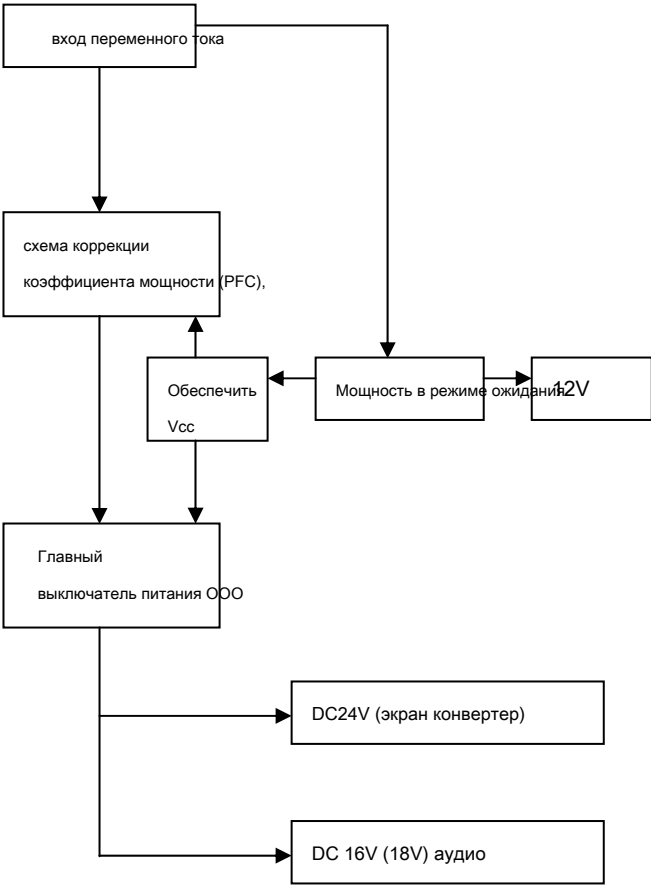 вход переменного тока
схема коррекции
коэффициента мощности (PFC),
Обеспечить
Vcc
Мощность в режиме ожидания
12V
Главный
выключатель питания ООО
DC24V (экран конвертер)
DC 16V (18V) аудио